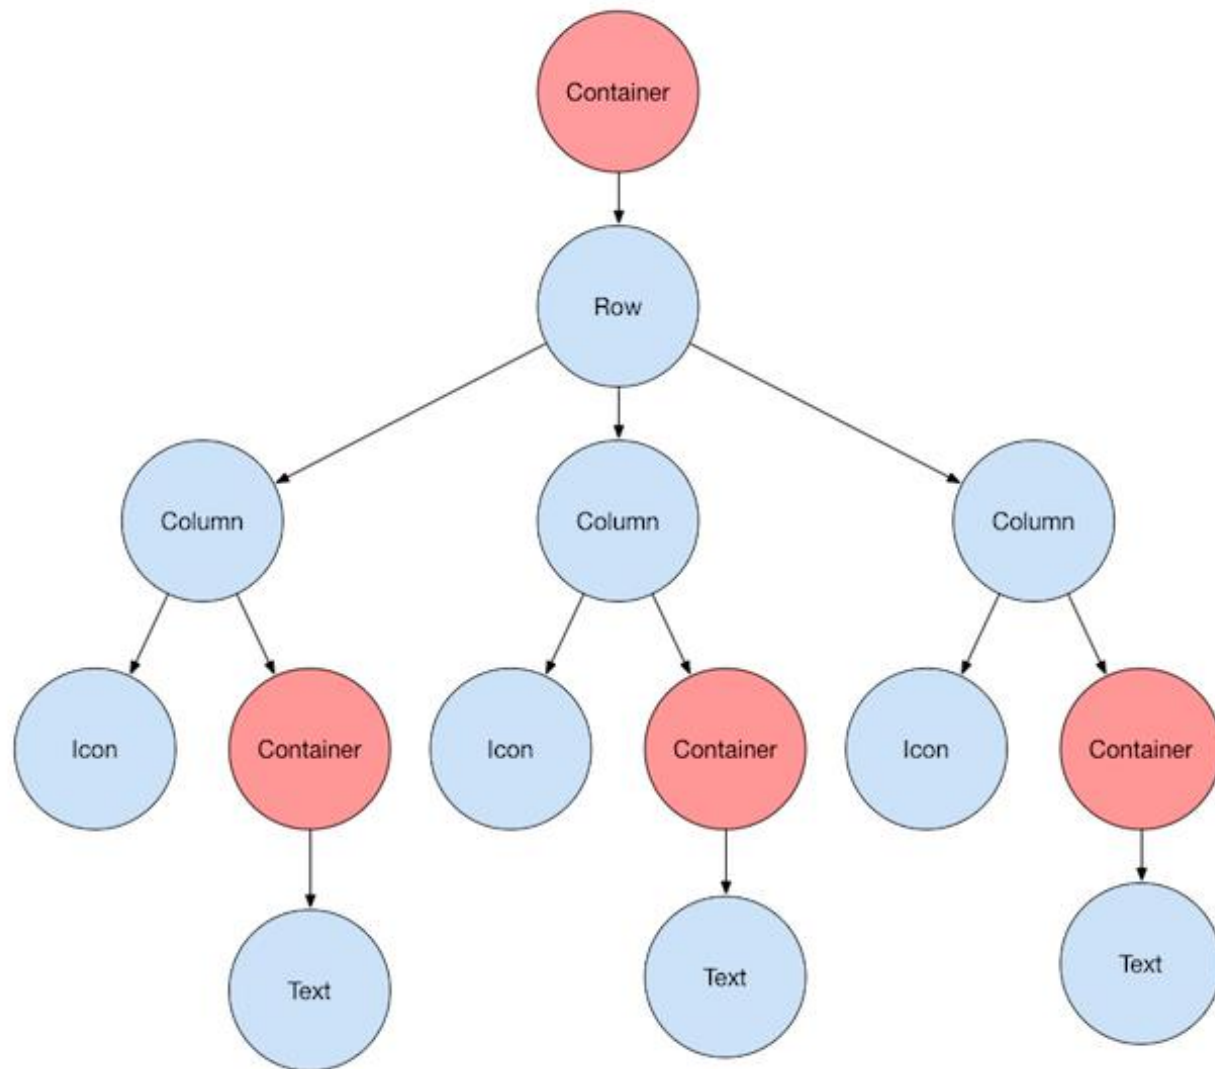 Container
Row
Column
Column
Column
Icon
Container
Icon
Container
Icon
Container
Text
Text
Text